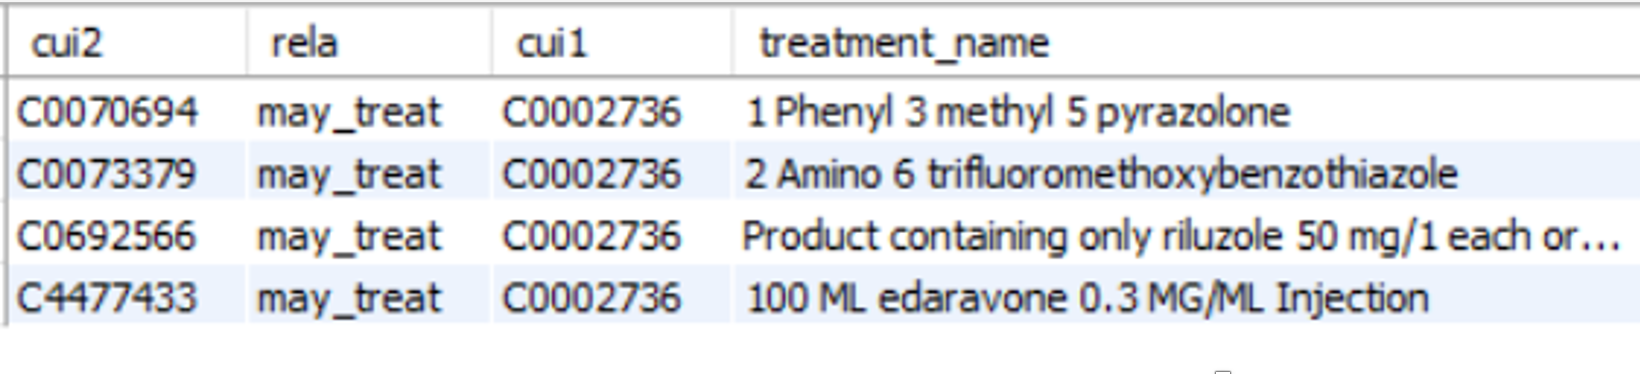 cui2 rela cui1 treatment_name
C0070694 may_treat C0002736 1 Phenyl 3 methyl 5 pyrazolone
C0073379 may_treat C0002736 2 Amino 6 trifluoromethoxybenzothiazole
C0692566 may_treat C0002736 Product containing only riluzole 50 mg/1 each or...
C4477433 may_treat C0002736 100 ML edaravone 0.3 MG/ML Injection